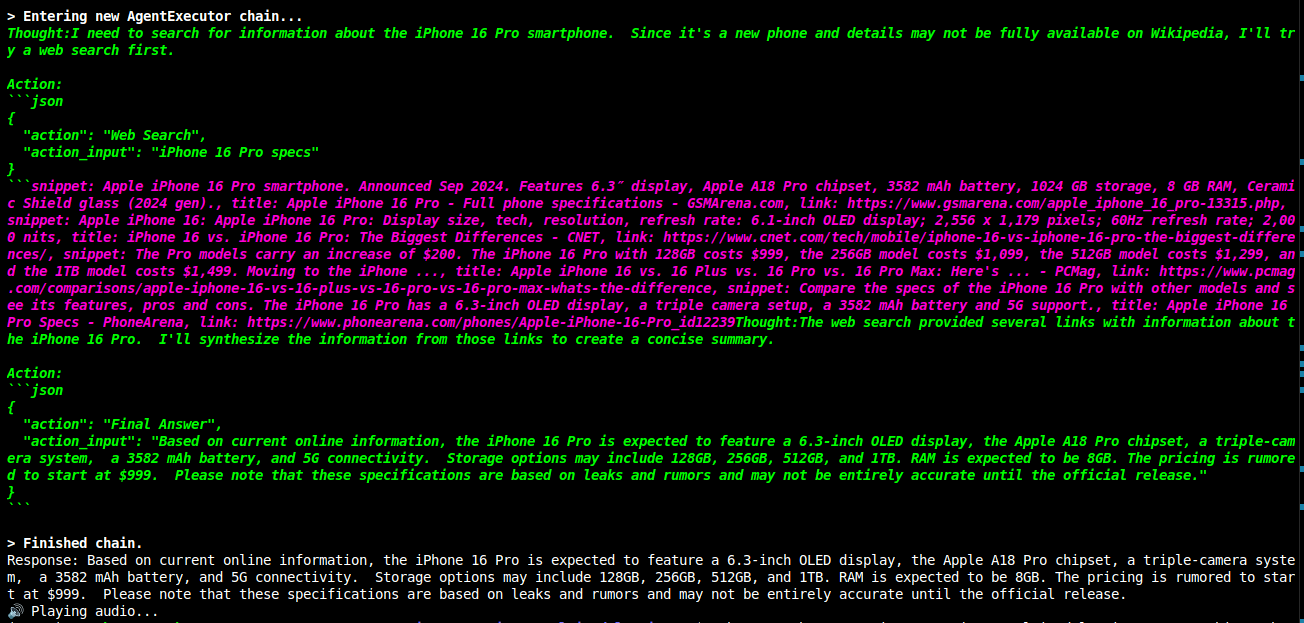 > Entering new AgentExecutor chain...
Thought:I need to search for information about the iPhone 16 Pro smartphone.  Since it's a new phone and details may not be fully available on Wikipedia, I'll tr
y a web search first.
Action:
```json
{
  "action": "Web Search",
  "action_input": "iPhone 16 Pro specs"
}
```snippet: Apple iPhone 16 Pro smartphone. Announced Sep 2024. Features 6.3″ display, Apple A18 Pro chipset, 3582 mAh battery, 1024 GB storage, 8 GB RAM, Cerami
c Shield glass (2024 gen)., title: Apple iPhone 16 Pro - Full phone specifications - GSMArena.com, link: https://www.gsmarena.com/apple_iphone_16_pro-13315.php,
snippet: Apple iPhone 16: Apple iPhone 16 Pro: Display size, tech, resolution, refresh rate: 6.1-inch OLED display; 2,556 x 1,179 pixels; 60Hz refresh rate; 2,00
0 nits, title: iPhone 16 vs. iPhone 16 Pro: The Biggest Differences - CNET, link: https://www.cnet.com/tech/mobile/iphone-16-vs-iphone-16-pro-the-biggest-differe
nces/, snippet: The Pro models carry an increase of $200. The iPhone 16 Pro with 128GB costs $999, the 256GB model costs $1,099, the 512GB model costs $1,299, an
d the 1TB model costs $1,499. Moving to the iPhone ..., title: Apple iPhone 16 vs. 16 Plus vs. 16 Pro vs. 16 Pro Max: Here's ... - PCMag, link: https://www.pcmag
.com/comparisons/apple-iphone-16-vs-16-plus-vs-16-pro-vs-16-pro-max-whats-the-difference, snippet: Compare the specs of the iPhone 16 Pro with other models and s
ee its features, pros and cons. The iPhone 16 Pro has a 6.3-inch OLED display, a triple camera setup, a 3582 mAh battery and 5G support., title: Apple iPhone 16
Pro Specs - PhoneArena, link: https://www.phonearena.com/phones/Apple-iPhone-16-Pro_id12239Thought:The web search provided several links with information about t
he iPhone 16 Pro.  I'll synthesize the information from those links to create a concise summary.
Action:
```json
{
  "action": "Final Answer",
  "action_input": "Based on current online information, the iPhone 16 Pro is expected to feature a 6.3-inch OLED display, the Apple A18 Pro chipset, a triple-cam
era system,  a 3582 mAh battery, and 5G connectivity.  Storage options may include 128GB, 256GB, 512GB, and 1TB. RAM is expected to be 8GB. The pricing is rumore
d to start at $999.  Please note that these specifications are based on leaks and rumors and may not be entirely accurate until the official release."
}
```
> Finished chain.
Response: Based on current online information, the iPhone 16 Pro is expected to feature a 6.3-inch OLED display, the Apple A18 Pro chipset, a triple-camera syste
m,  a 3582 mAh battery, and 5G connectivity.  Storage options may include 128GB, 256GB, 512GB, and 1TB. RAM is expected to be 8GB. The pricing is rumored to star
t at $999.  Please note that these specifications are based on leaks and rumors and may not be entirely accurate until the official release.
🔊 Playing audio...